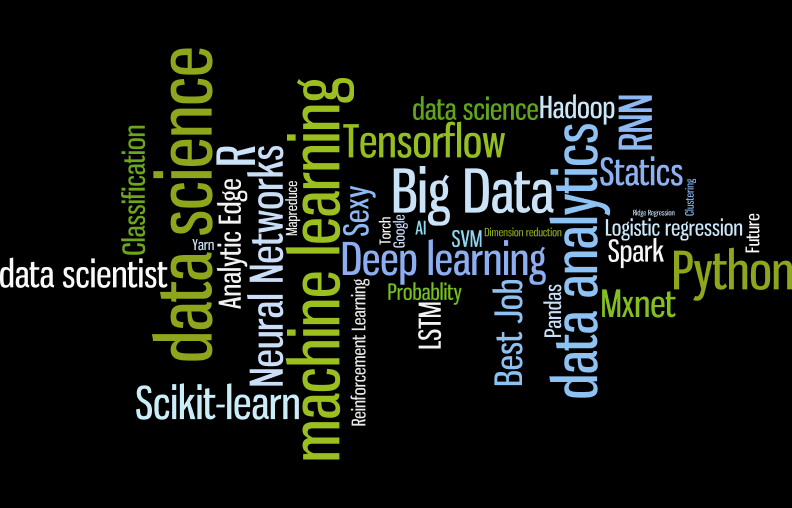 data science
Hadoop
RNN
Tensorflow
Classification
data science
R
machine learning
Neural Networks
Analytic Edge
Mapreduce
Yarn
Sexy
Big Data
data analytics
Statics
Clustering
Ridge Regression
Torch
Google
AI
SVM
Dimension reduction
Logistic regression
Future
data scientist
Deep learning
Spark
Python
Probablity
Reinforcement Learning
LSTM
Best Job
Pandas
Mxnet
Scikit-learn